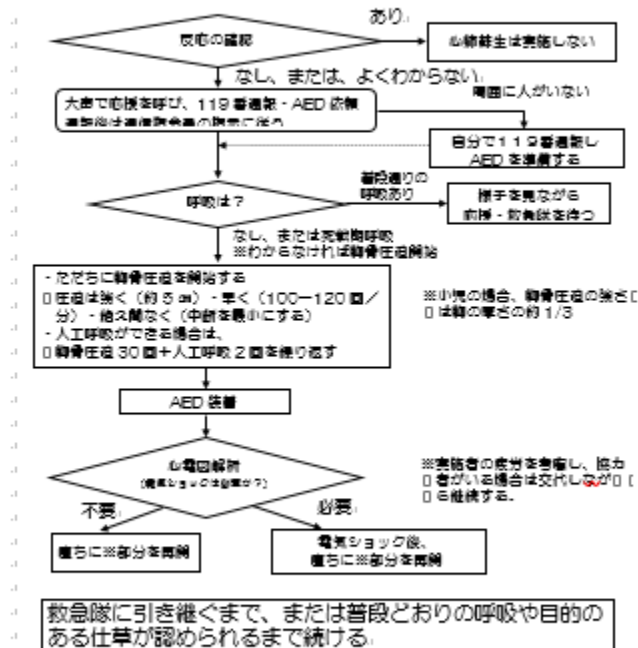 反応の確認
あり
心肺蘇生は実施しない
なし、または、よくわからない
周囲に人がいない
大声で応援を呼び、119番通報・AED依頼
通報後は通信指令員の指示に従う
自分で119番通報し
AEDを準備する
呼吸は?
普段通りの
呼吸あり
様子を見ながら
応援・救急隊を待つ
なし、または死戦期呼吸
※わからなければ胸骨圧迫開始
・ただちに胸骨圧迫を開始する
圧迫は強く(約5㎝)・早く(100―120回/
分)・絶え間なく(中断を最小にする)
・人工呼吸ができる場合は、
胸骨圧迫30回+人工呼吸2回を繰り返す
※小児の場合、胸骨圧迫の強さ
は胸の厚さの約1/3
AED装着
心電図解析
(電気ショックは必要か?)
※実施者の疲労を考慮し、協力
者がいる場合は交代しなが
ら継続する。
不要
必要
直ちに※部分を再開
電気ショック後、
直ちに※部分を再開
救急隊に引き継ぐまで、または普段どおりの呼吸や目的の
ある仕草が認められるまで続ける